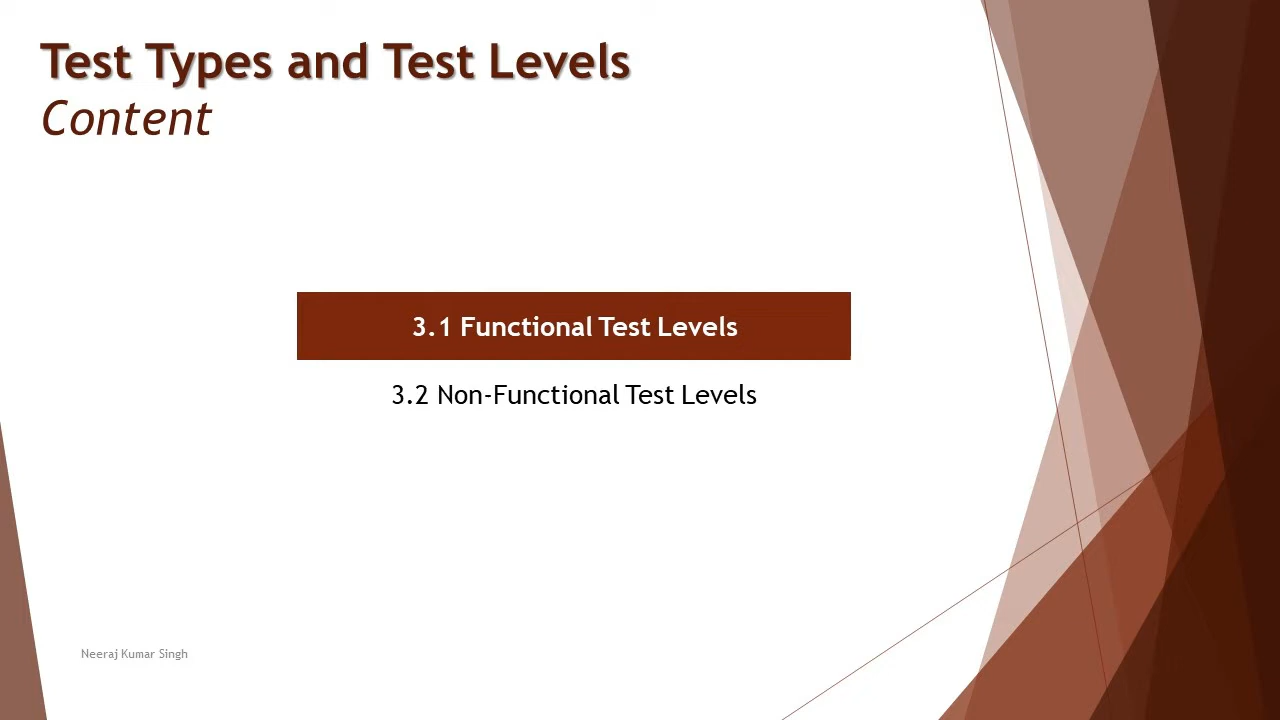 Test Types and Test Levels
Content
3.1 Functional Test Levels
3.2 Non-Functional Test Levels
Neeraj Kumar Singh